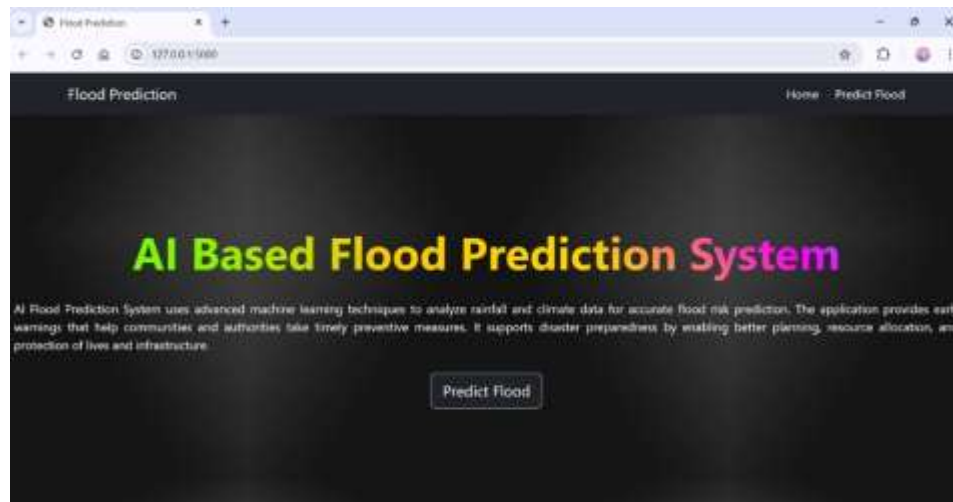 Flood Prediction
127.0.0.1:5000
Flood Prediction
Home Predict Flood
AI Based Flood Prediction System
AI Flood Prediction System uses advanced machine learning techniques to analyze rainfall and climate data for accurate flood risk prediction. The application provides earl
warnings that help communities and authorities take timely preventive measures. It supports disaster preparedness by enabling better planning, resource allocation, an
protection of lives and infrastructure.
Predict Flood